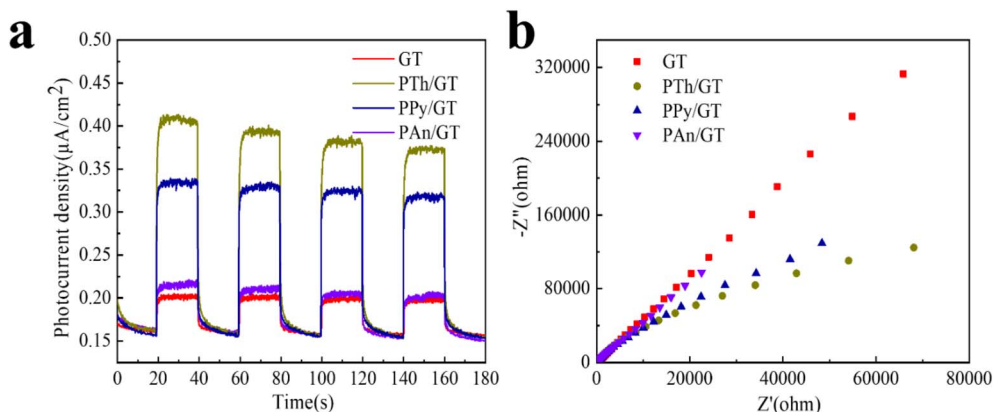 a
Photocurrent density(μA/cm²)
0.50
0.45
0.40
0.35
0.30
0.25
0.20
0.15
GT
PTh/GT
PPy/GT
PAn/GT
0 20 40 60 80 100 120 140 160 180
Time(s)
b
-Z"(ohm)
320000
240000
160000
80000
0
GT
PTh/GT
PPy/GT
PAn/GT
0 20000 40000 60000 80000
Z'(ohm)